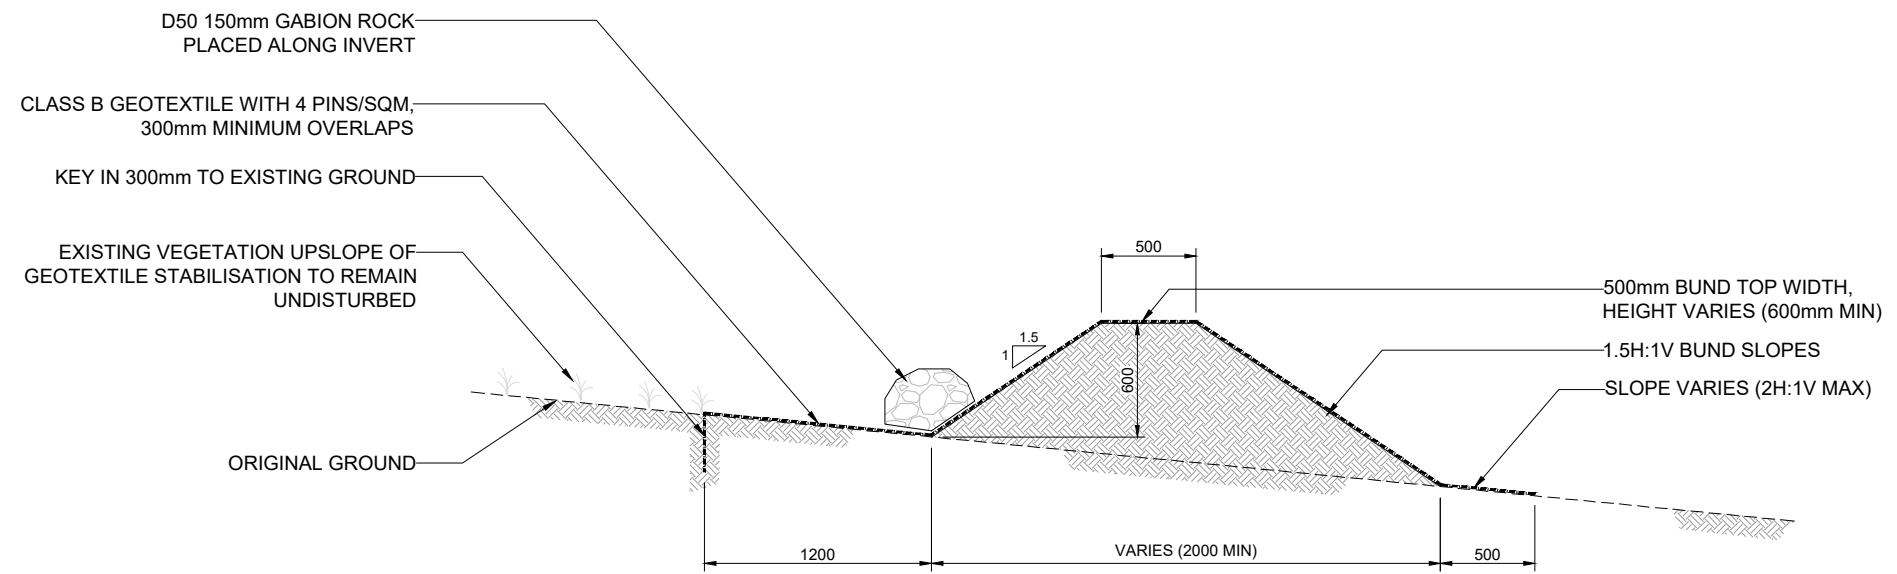 D50 150mm GABION ROCK
PLACED ALONG INVERT
CLASS B GEOTEXTILE WITH 4 PINS/SQM,
300mm MINIMUM OVERLAPS
KEY IN 300mm TO EXISTING GROUND
EXISTING VEGETATION UPSLOPE OF
GEOTEXTILE STABILISATION TO REMAIN
UNDISTURBED
ORIGINAL GROUND
500
1.5
1
600
500mm BUND TOP WIDTH,
HEIGHT VARIES (600mm MIN)
1.5H:1V BUND SLOPES
SLOPE VARIES (2H:1V MAX)
1200
VARIES (2000 MIN)
500